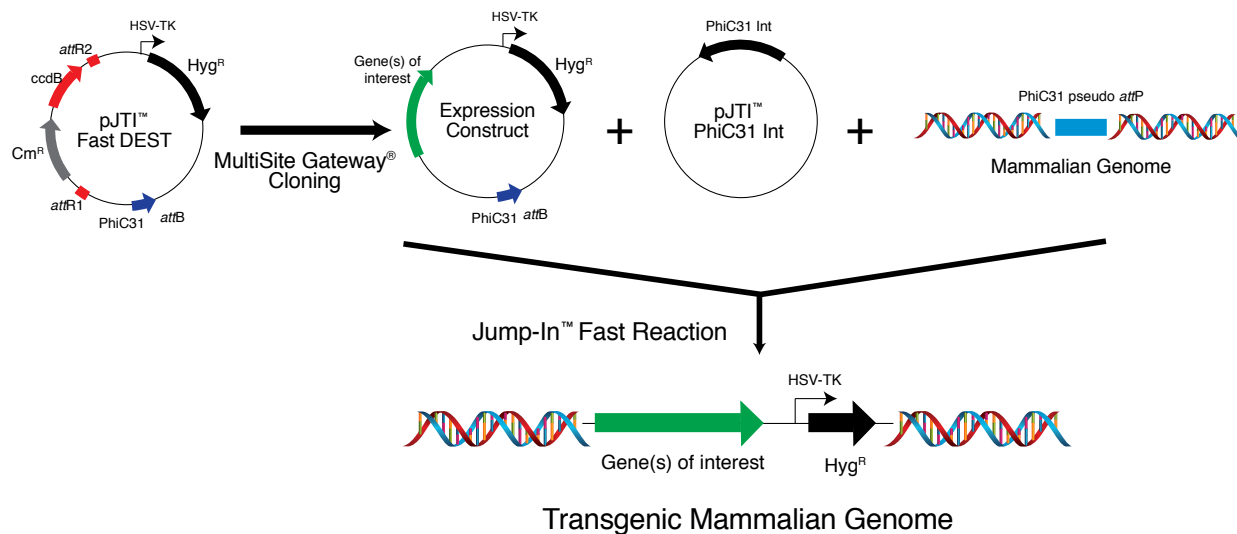 HSV-TK
attR2
ccdB
HygR
pJTI™
Fast DEST
CmR
attR1
PhiC31 attB
MultiSite Gateway®
Cloning
HSV-TK
Gene(s) of
interest
HygR
Expression
Construct
PhiC31 attB
+
PhiC31 Int
pJTI™
PhiC31 Int
+
PhiC31 pseudo attP
Mammalian Genome
Jump-In™ Fast Reaction
HSV-TK
Gene(s) of interest
HygR
Transgenic Mammalian Genome